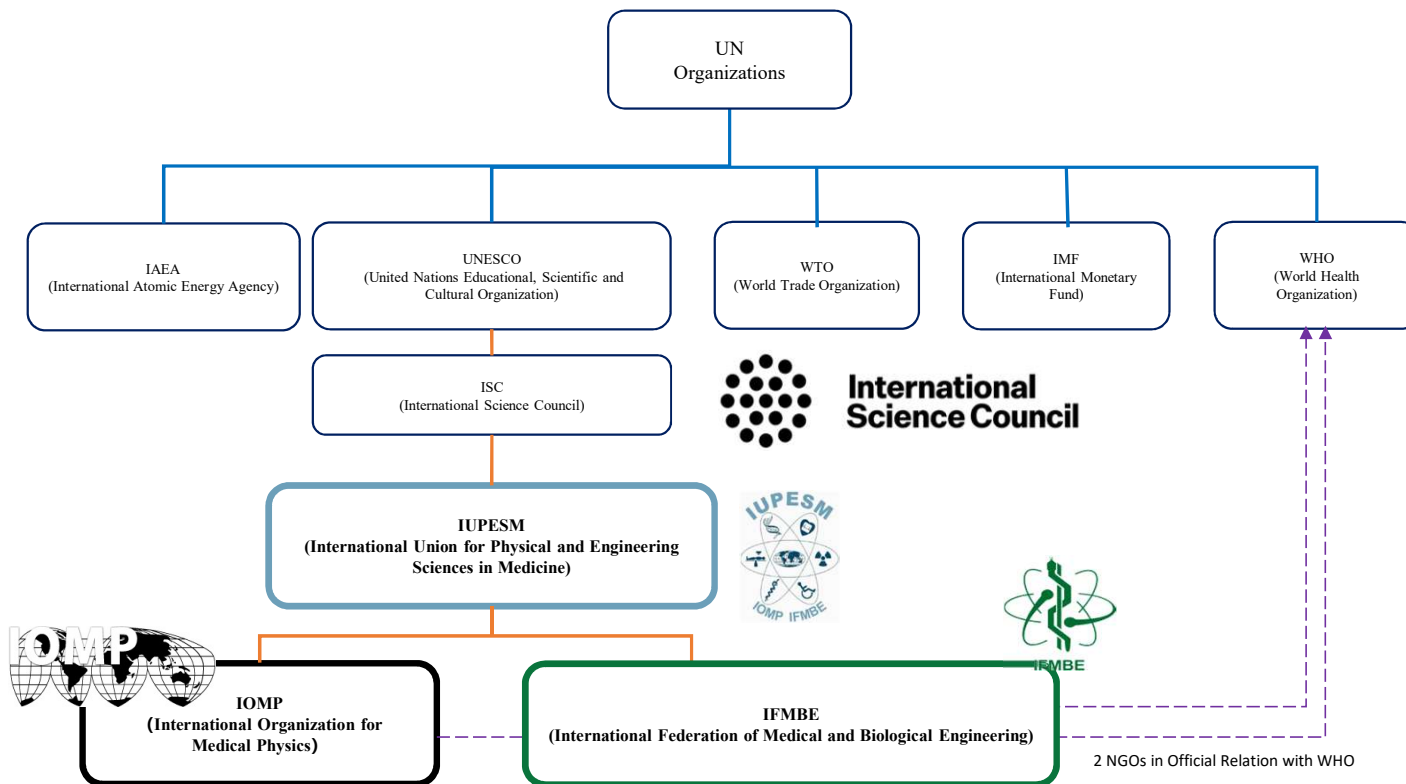 UN
Organizations
IAEA
(International Atomic Energy Agency)
UNESCO
(United Nations Educational, Scientific and
Cultural Organization)
WTO
(World Trade Organization)
IMF
(International Monetary
Fund)
WHO
(World Health
Organization)
ISC
(International Science Council)
International
Science Council
IUPESM
(International Union for Physical and Engineering
Sciences in Medicine)
IUPESM
IOMP IFMBE
IFMBE
IOMP
IOMP
(International Organization for
Medical Physics)
IFMBE
(International Federation of Medical and Biological Engineering)
2 NGOs in Official Relation with WHO